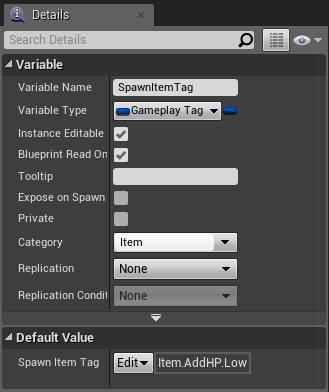 Details
Search Details
Variable
Variable Name SpawnItemTag
Variable Type Gameplay Tag
Instance Editable
Blueprint Read On
Tooltip
Expose on Spawn
Private
Category Item
Replication None
Replication Condit None
Default Value
Spawn Item Tag Edit Item.AddHP.Low